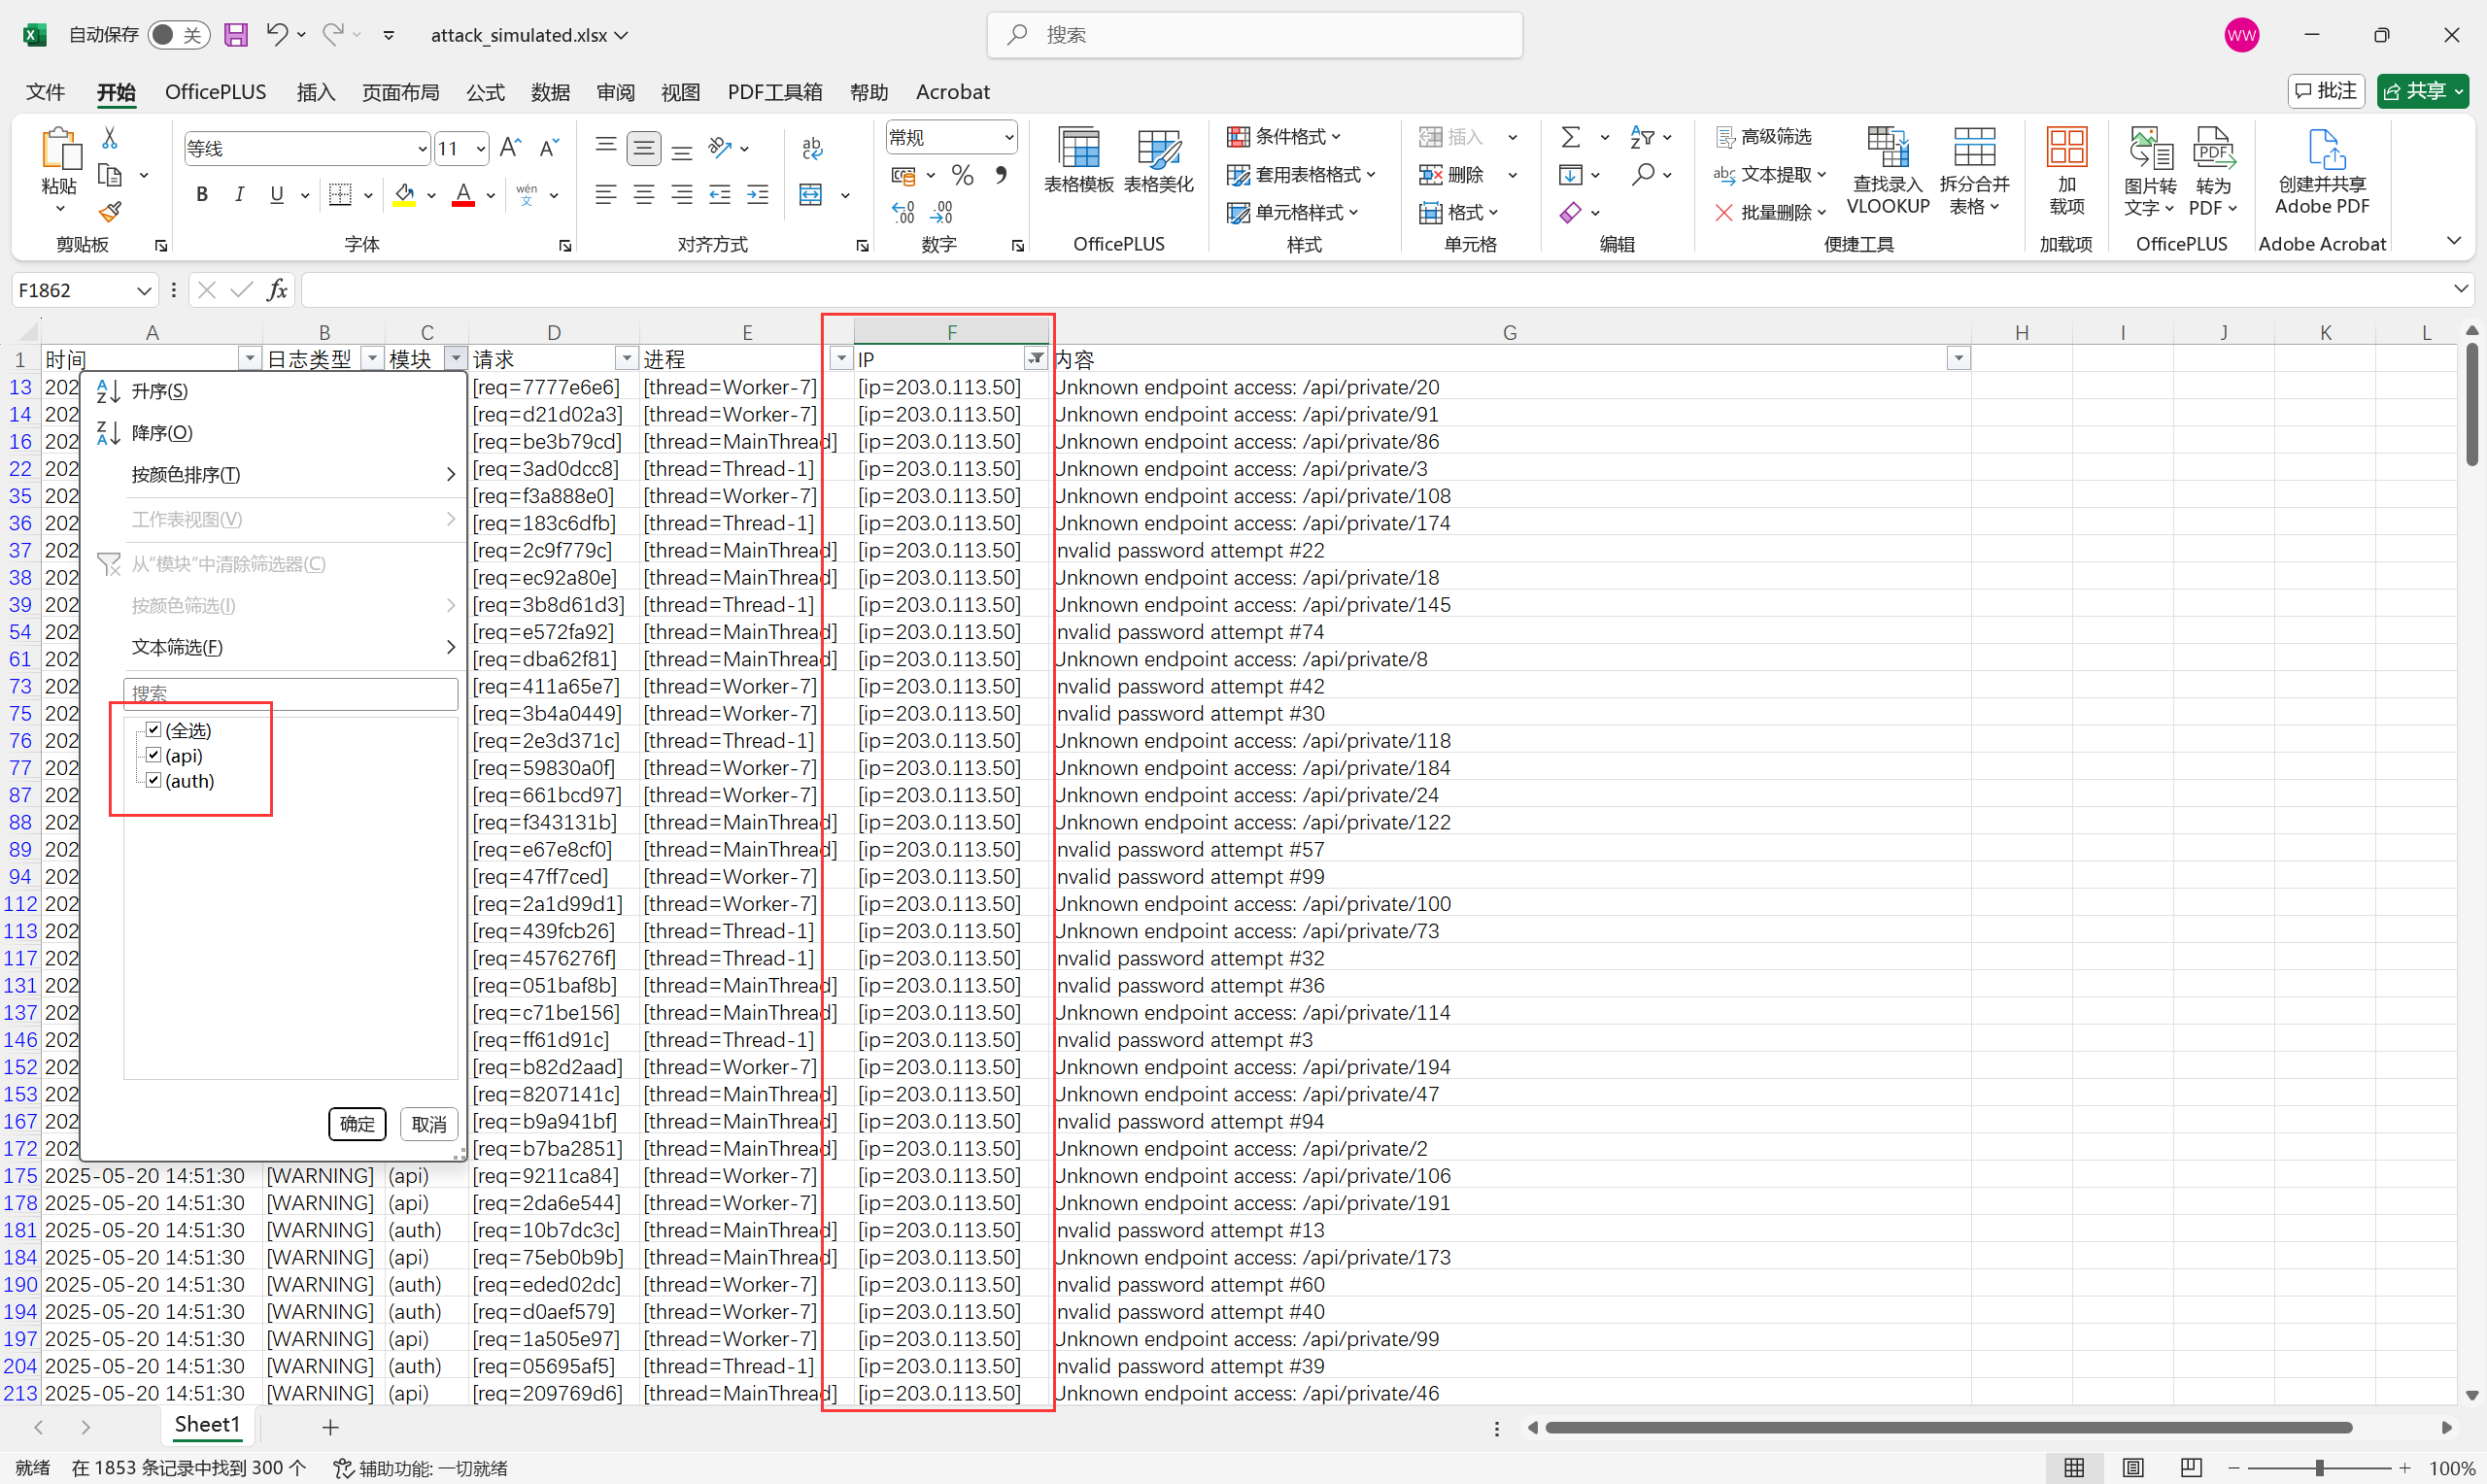 自动保存 关 attack_simulated.xlsx 搜索 WW
文件 开始 OfficePLUS 插入 页面布局 公式 数据 审阅 视图 PDF工具箱 帮助 Acrobat 批注 共享
粘贴 剪贴板
等线 11 B I U A wén 文 字体
ab 对齐方式
常规 % 数字
表格模板 表格美化 OfficePLUS
条件格式 套用表格格式 单元格样式 样式
插入 删除 格式 单元格
编辑
高级筛选 文本提取 批量删除 查找录入 VLOOKUP 拆分合并 表格 便捷工具
加 载项 加载项
图片转 文字 转为 PDF OfficePLUS
创建并共享 Adobe PDF Adobe Acrobat
F1862 fx
A B C D E F G H I J K L
1 时间 日志类型 模块 请求 进程 IP 内容
13 202 [req=7777e6e6] [thread=Worker-7] [ip=203.0.113.50] Unknown endpoint access: /api/private/20
14 202 [req=d21d02a3] [thread=Worker-7] [ip=203.0.113.50] Unknown endpoint access: /api/private/91
16 202 [req=be3b79cd] [thread=MainThread] [ip=203.0.113.50] Unknown endpoint access: /api/private/86
22 202 [req=3ad0dcc8] [thread=Thread-1] [ip=203.0.113.50] Unknown endpoint access: /api/private/3
35 202 [req=f3a888e0] [thread=Worker-7] [ip=203.0.113.50] Unknown endpoint access: /api/private/108
36 202 [req=183c6dfb] [thread=Thread-1] [ip=203.0.113.50] Unknown endpoint access: /api/private/174
37 202 [req=2c9f779c] [thread=MainThread] [ip=203.0.113.50] Invalid password attempt #22
38 202 [req=ec92a80e] [thread=MainThread] [ip=203.0.113.50] Unknown endpoint access: /api/private/18
39 202 [req=3b8d61d3] [thread=Thread-1] [ip=203.0.113.50] Unknown endpoint access: /api/private/145
54 202 [req=e572fa92] [thread=MainThread] [ip=203.0.113.50] Invalid password attempt #74
61 202 [req=dba62f81] [thread=MainThread] [ip=203.0.113.50] Unknown endpoint access: /api/private/8
73 202 [req=411a65e7] [thread=Worker-7] [ip=203.0.113.50] Invalid password attempt #42
75 202 [req=3b4a0449] [thread=Worker-7] [ip=203.0.113.50] Invalid password attempt #30
76 202 [req=2e3d371c] [thread=Thread-1] [ip=203.0.113.50] Unknown endpoint access: /api/private/118
77 202 [req=59830a0f] [thread=Worker-7] [ip=203.0.113.50] Unknown endpoint access: /api/private/184
87 202 [req=661bcd97] [thread=Worker-7] [ip=203.0.113.50] Unknown endpoint access: /api/private/24
88 202 [req=f343131b] [thread=MainThread] [ip=203.0.113.50] Unknown endpoint access: /api/private/122
89 202 [req=e67e8cf0] [thread=MainThread] [ip=203.0.113.50] Invalid password attempt #57
94 202 [req=47ff7ced] [thread=Worker-7] [ip=203.0.113.50] Invalid password attempt #99
112 202 [req=2a1d99d1] [thread=Worker-7] [ip=203.0.113.50] Unknown endpoint access: /api/private/100
113 202 [req=439fcb26] [thread=Thread-1] [ip=203.0.113.50] Unknown endpoint access: /api/private/73
117 202 [req=4576276f] [thread=Thread-1] [ip=203.0.113.50] Invalid password attempt #32
131 202 [req=051baf8b] [thread=MainThread] [ip=203.0.113.50] Invalid password attempt #36
137 202 [req=c71be156] [thread=MainThread] [ip=203.0.113.50] Unknown endpoint access: /api/private/114
146 202 [req=ff61d91c] [thread=Thread-1] [ip=203.0.113.50] Invalid password attempt #3
152 202 [req=b82d2aad] [thread=Worker-7] [ip=203.0.113.50] Unknown endpoint access: /api/private/194
153 202 [req=8207141c] [thread=MainThread] [ip=203.0.113.50] Unknown endpoint access: /api/private/47
167 202 [req=b9a941bf] [thread=MainThread] [ip=203.0.113.50] Invalid password attempt #94
172 202 [req=b7ba2851] [thread=MainThread] [ip=203.0.113.50] Unknown endpoint access: /api/private/2
175 2025-05-20 14:51:30 [WARNING] (api) [req=9211ca84] [thread=Worker-7] [ip=203.0.113.50] Unknown endpoint access: /api/private/106
178 2025-05-20 14:51:30 [WARNING] (api) [req=2da6e544] [thread=Worker-7] [ip=203.0.113.50] Unknown endpoint access: /api/private/191
181 2025-05-20 14:51:30 [WARNING] (auth) [req=10b7dc3c] [thread=MainThread] [ip=203.0.113.50] Invalid password attempt #13
184 2025-05-20 14:51:30 [WARNING] (api) [req=75eb0b9b] [thread=MainThread] [ip=203.0.113.50] Unknown endpoint access: /api/private/173
190 2025-05-20 14:51:30 [WARNING] (auth) [req=eded02dc] [thread=Worker-7] [ip=203.0.113.50] Invalid password attempt #60
194 2025-05-20 14:51:30 [WARNING] (auth) [req=d0aef579] [thread=Worker-7] [ip=203.0.113.50] Invalid password attempt #40
197 2025-05-20 14:51:30 [WARNING] (api) [req=1a505e97] [thread=Worker-7] [ip=203.0.113.50] Unknown endpoint access: /api/private/99
204 2025-05-20 14:51:30 [WARNING] (auth) [req=05695af5] [thread=Thread-1] [ip=203.0.113.50] Invalid password attempt #39
213 2025-05-20 14:51:30 [WARNING] (api) [req=209769d6] [thread=MainThread] [ip=203.0.113.50] Unknown endpoint access: /api/private/46
升序(S)
降序(O)
按颜色排序(T)
工作表视图(V)
从"模块"中清除筛选器(C)
按颜色筛选(I)
文本筛选(F)
搜索
(全选)
(api)
(auth)
确定 取消
Sheet1
就绪 在 1853 条记录中找到 300 个 辅助功能: 一切就绪 100%